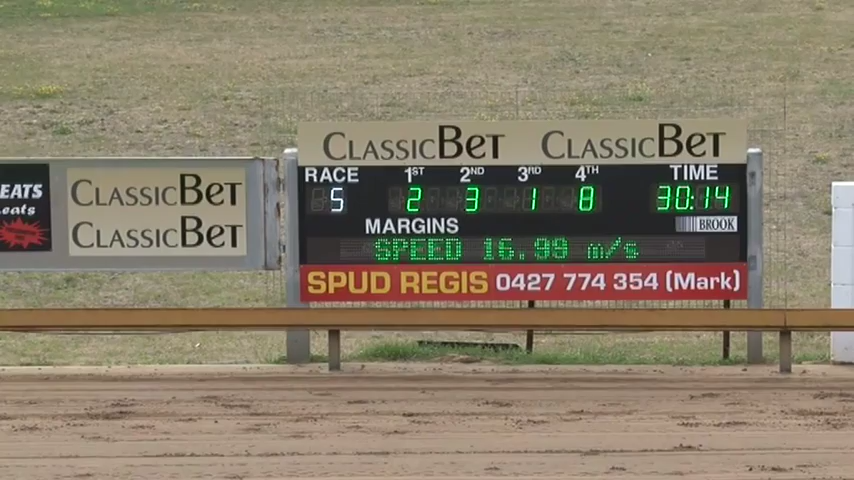 CLASSICBET CLASSICBET
RACE 1ST 2ND 3RD 4TH TIME
5 2 3 1 8 30:14
MARGINS BROOK
SPEED 16.99 m/s
SPUD REGIS 0427 774 354 (Mark)
EATS
eats
CLASSICBET
CLASSICBET